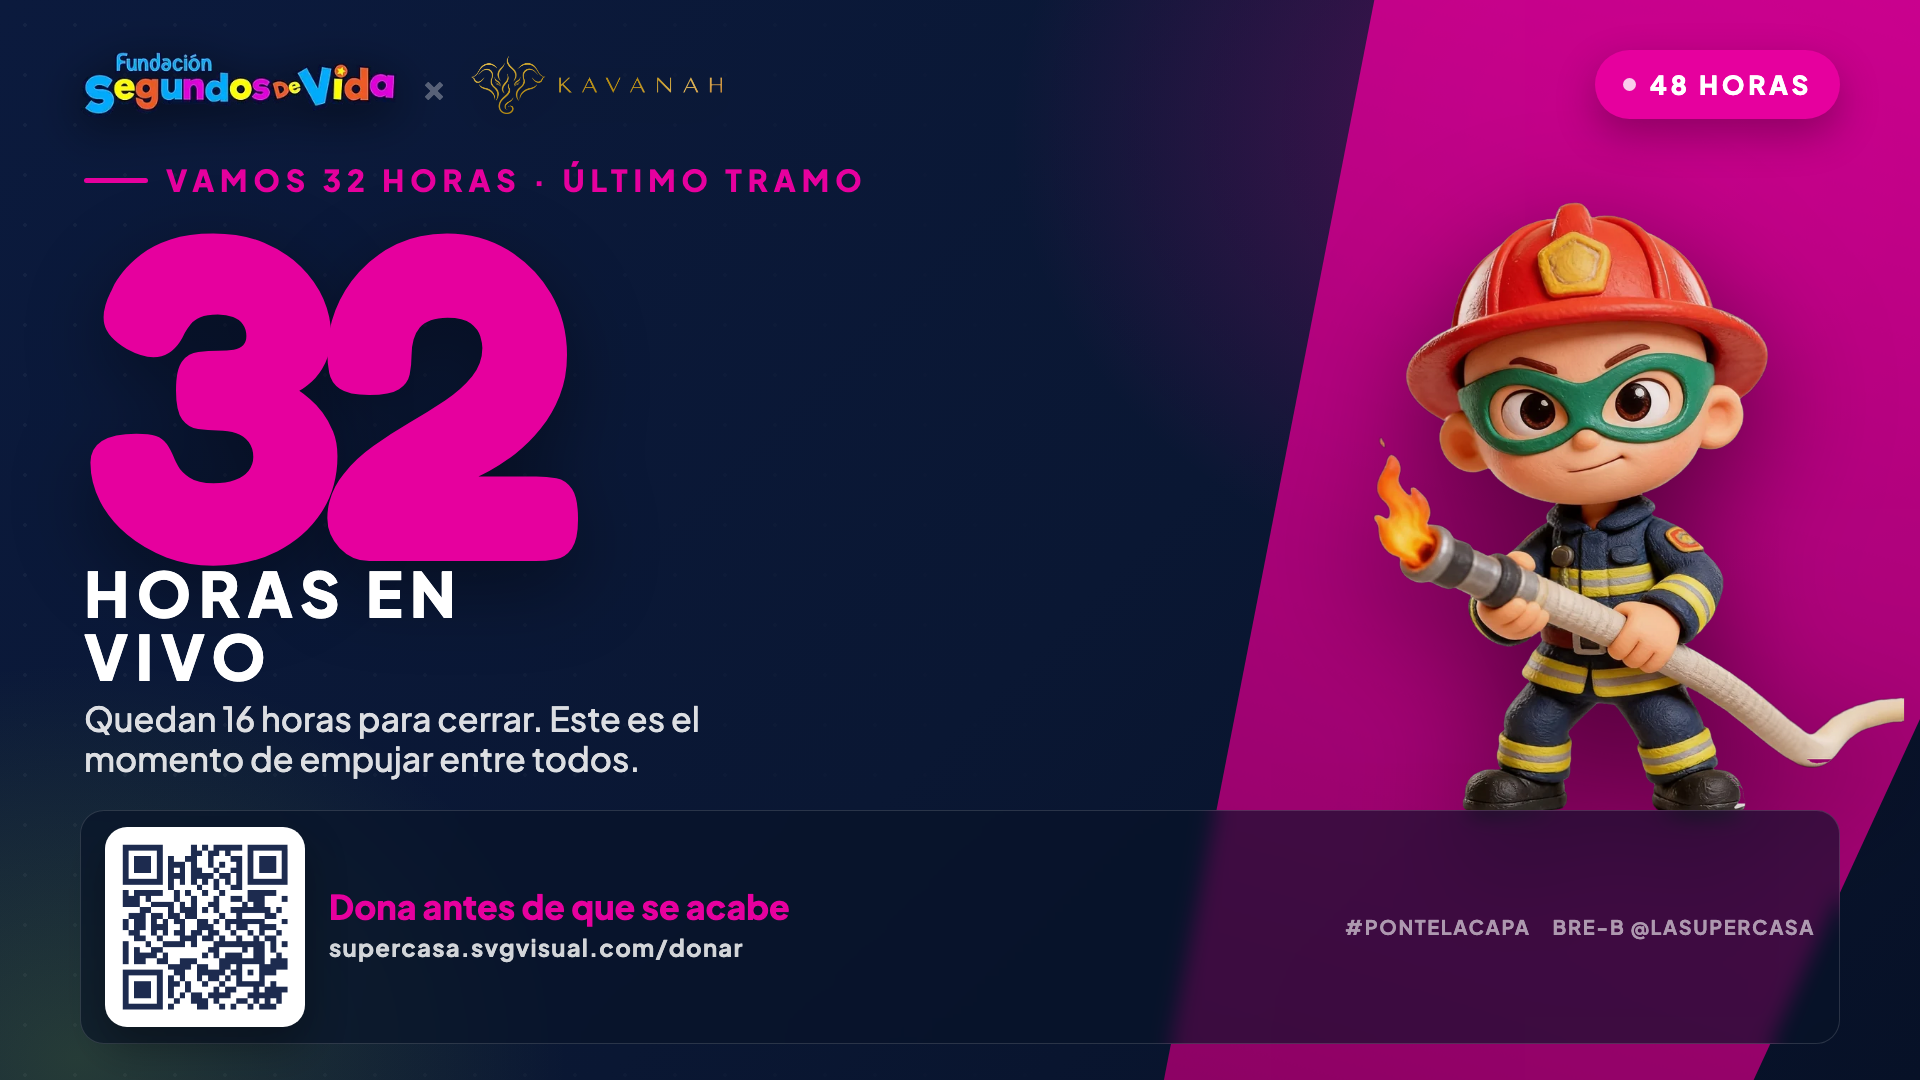 Fundación
Segundos DE Vida × KAVANAH
48 HORAS
VAMOS 32 HORAS · ÚLTIMO TRAMO
32
HORAS EN
VIVO
Quedan 16 horas para cerrar. Este es el
momento de empujar entre todos.
Dona antes de que se acabe
supercasa.svgvisual.com/donar
#PONTELACAPA BRE-B @LASUPERCASA